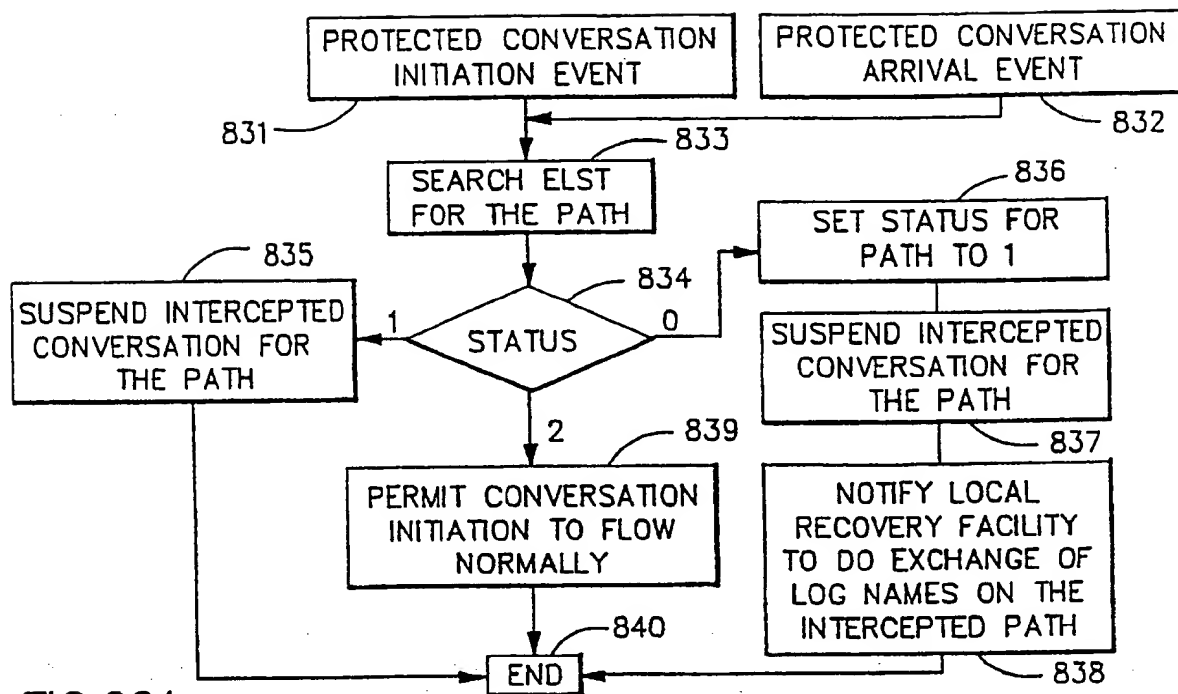 PROTECTED CONVERSATION
INITIATION EVENT
PROTECTED CONVERSATION
ARRIVAL EVENT
831
832
833
SEARCH ELST
FOR THE PATH
836
SET STATUS FOR
PATH TO 1
835
834
SUSPEND INTERCEPTED
CONVERSATION FOR
THE PATH
1
STATUS
0
SUSPEND INTERCEPTED
CONVERSATION FOR
THE PATH
837
2
839
PERMIT CONVERSATION
INITIATION TO FLOW
NORMALLY
NOTIFY LOCAL
RECOVERY FACILITY
TO DO EXCHANGE OF
LOG NAMES ON THE
INTERCEPTED PATH
838
840
END